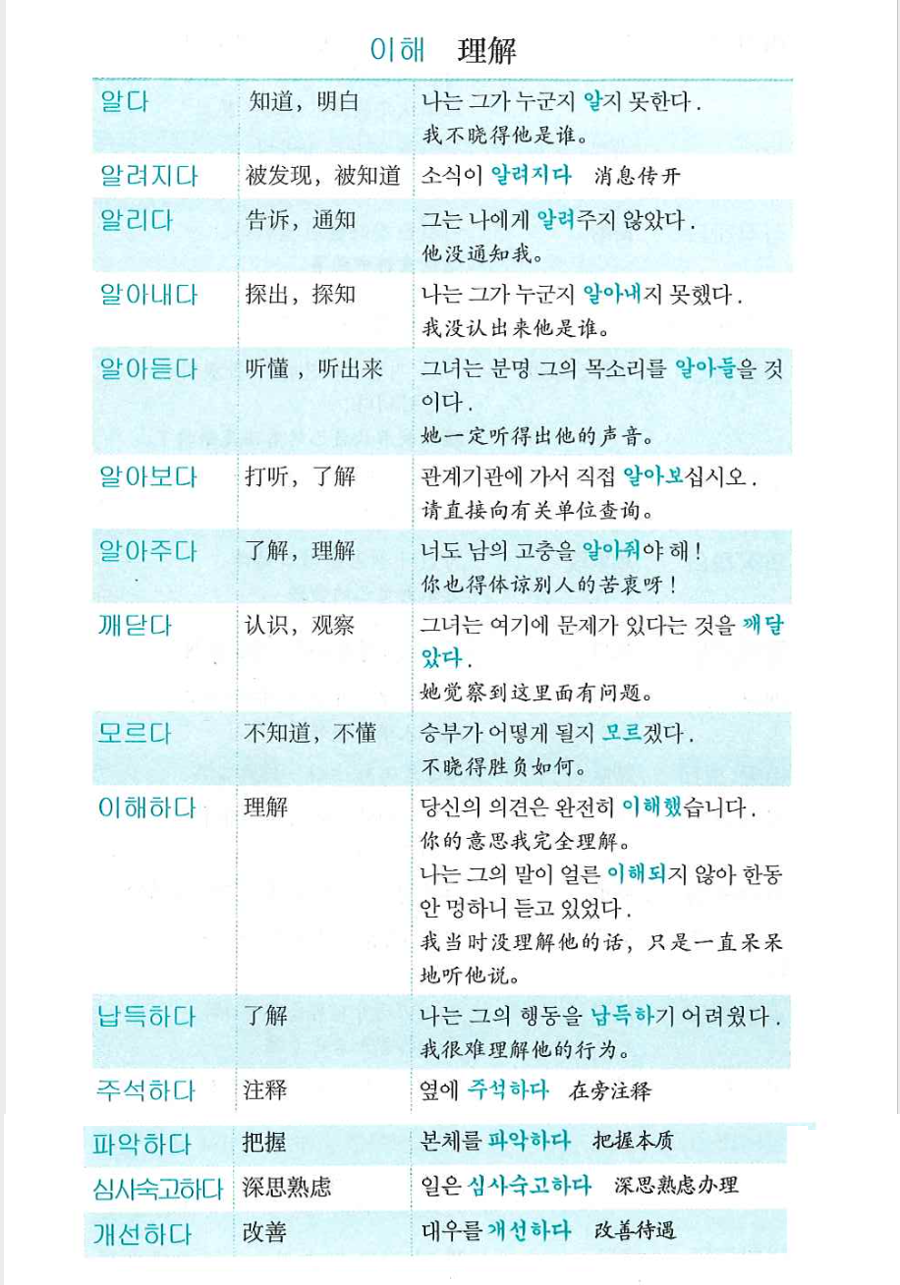 이해 理解
알다 知道，明白 나는 그가 누군지 알지 못한다.
我不晓得他是谁。
알려지다 被发现，被知道 소식이 알려지다 消息传开
알리다 告诉，通知 그는 나에게 알려주지 않았다.
他没通知我。
알아내다 探出，探知 나는 그가 누군지 알아내지 못했다.
我没认出来他是谁。
알아듣다 听懂，听出来 그녀는 분명 그의 목소리를 알아들을 것
이다.
她一定听得出他的声音。
알아보다 打听，了解 관계기관에 가서 직접 알아보십시오.
请直接向有关单位查询。
알아주다 了解，理解 너도 남의 고충을 알아줘야 해!
你也得体谅别人的苦衷呀!
깨닫다 认识，观察 그녀는 여기에 문제가 있다는 것을 깨달
았다.
她觉察到这里面有问题。
모르다 不知道，不懂 승부가 어떻게 될지 모르겠다.
不晓得胜负如何。
이해하다 理解 당신의 의견은 완전히 이해했습니다.
你的意思我完全理解。
나는 그의 말이 얼른 이해되지 않아 한동
안 멍하니 듣고 있었다.
我当时没理解他的话，只是一直呆呆
地听他说。
납득하다 了解 나는 그의 행동을 납득하기 어려웠다.
我很难理解他的行为。
주석하다 注释 옆에 주석하다 在旁注释
파악하다 把握 본체를 파악하다 把握本质
심사숙고하다 深思熟虑 일은 심사숙고하다 深思熟虑办理
개선하다 改善 대우를 개선하다 改善待遇